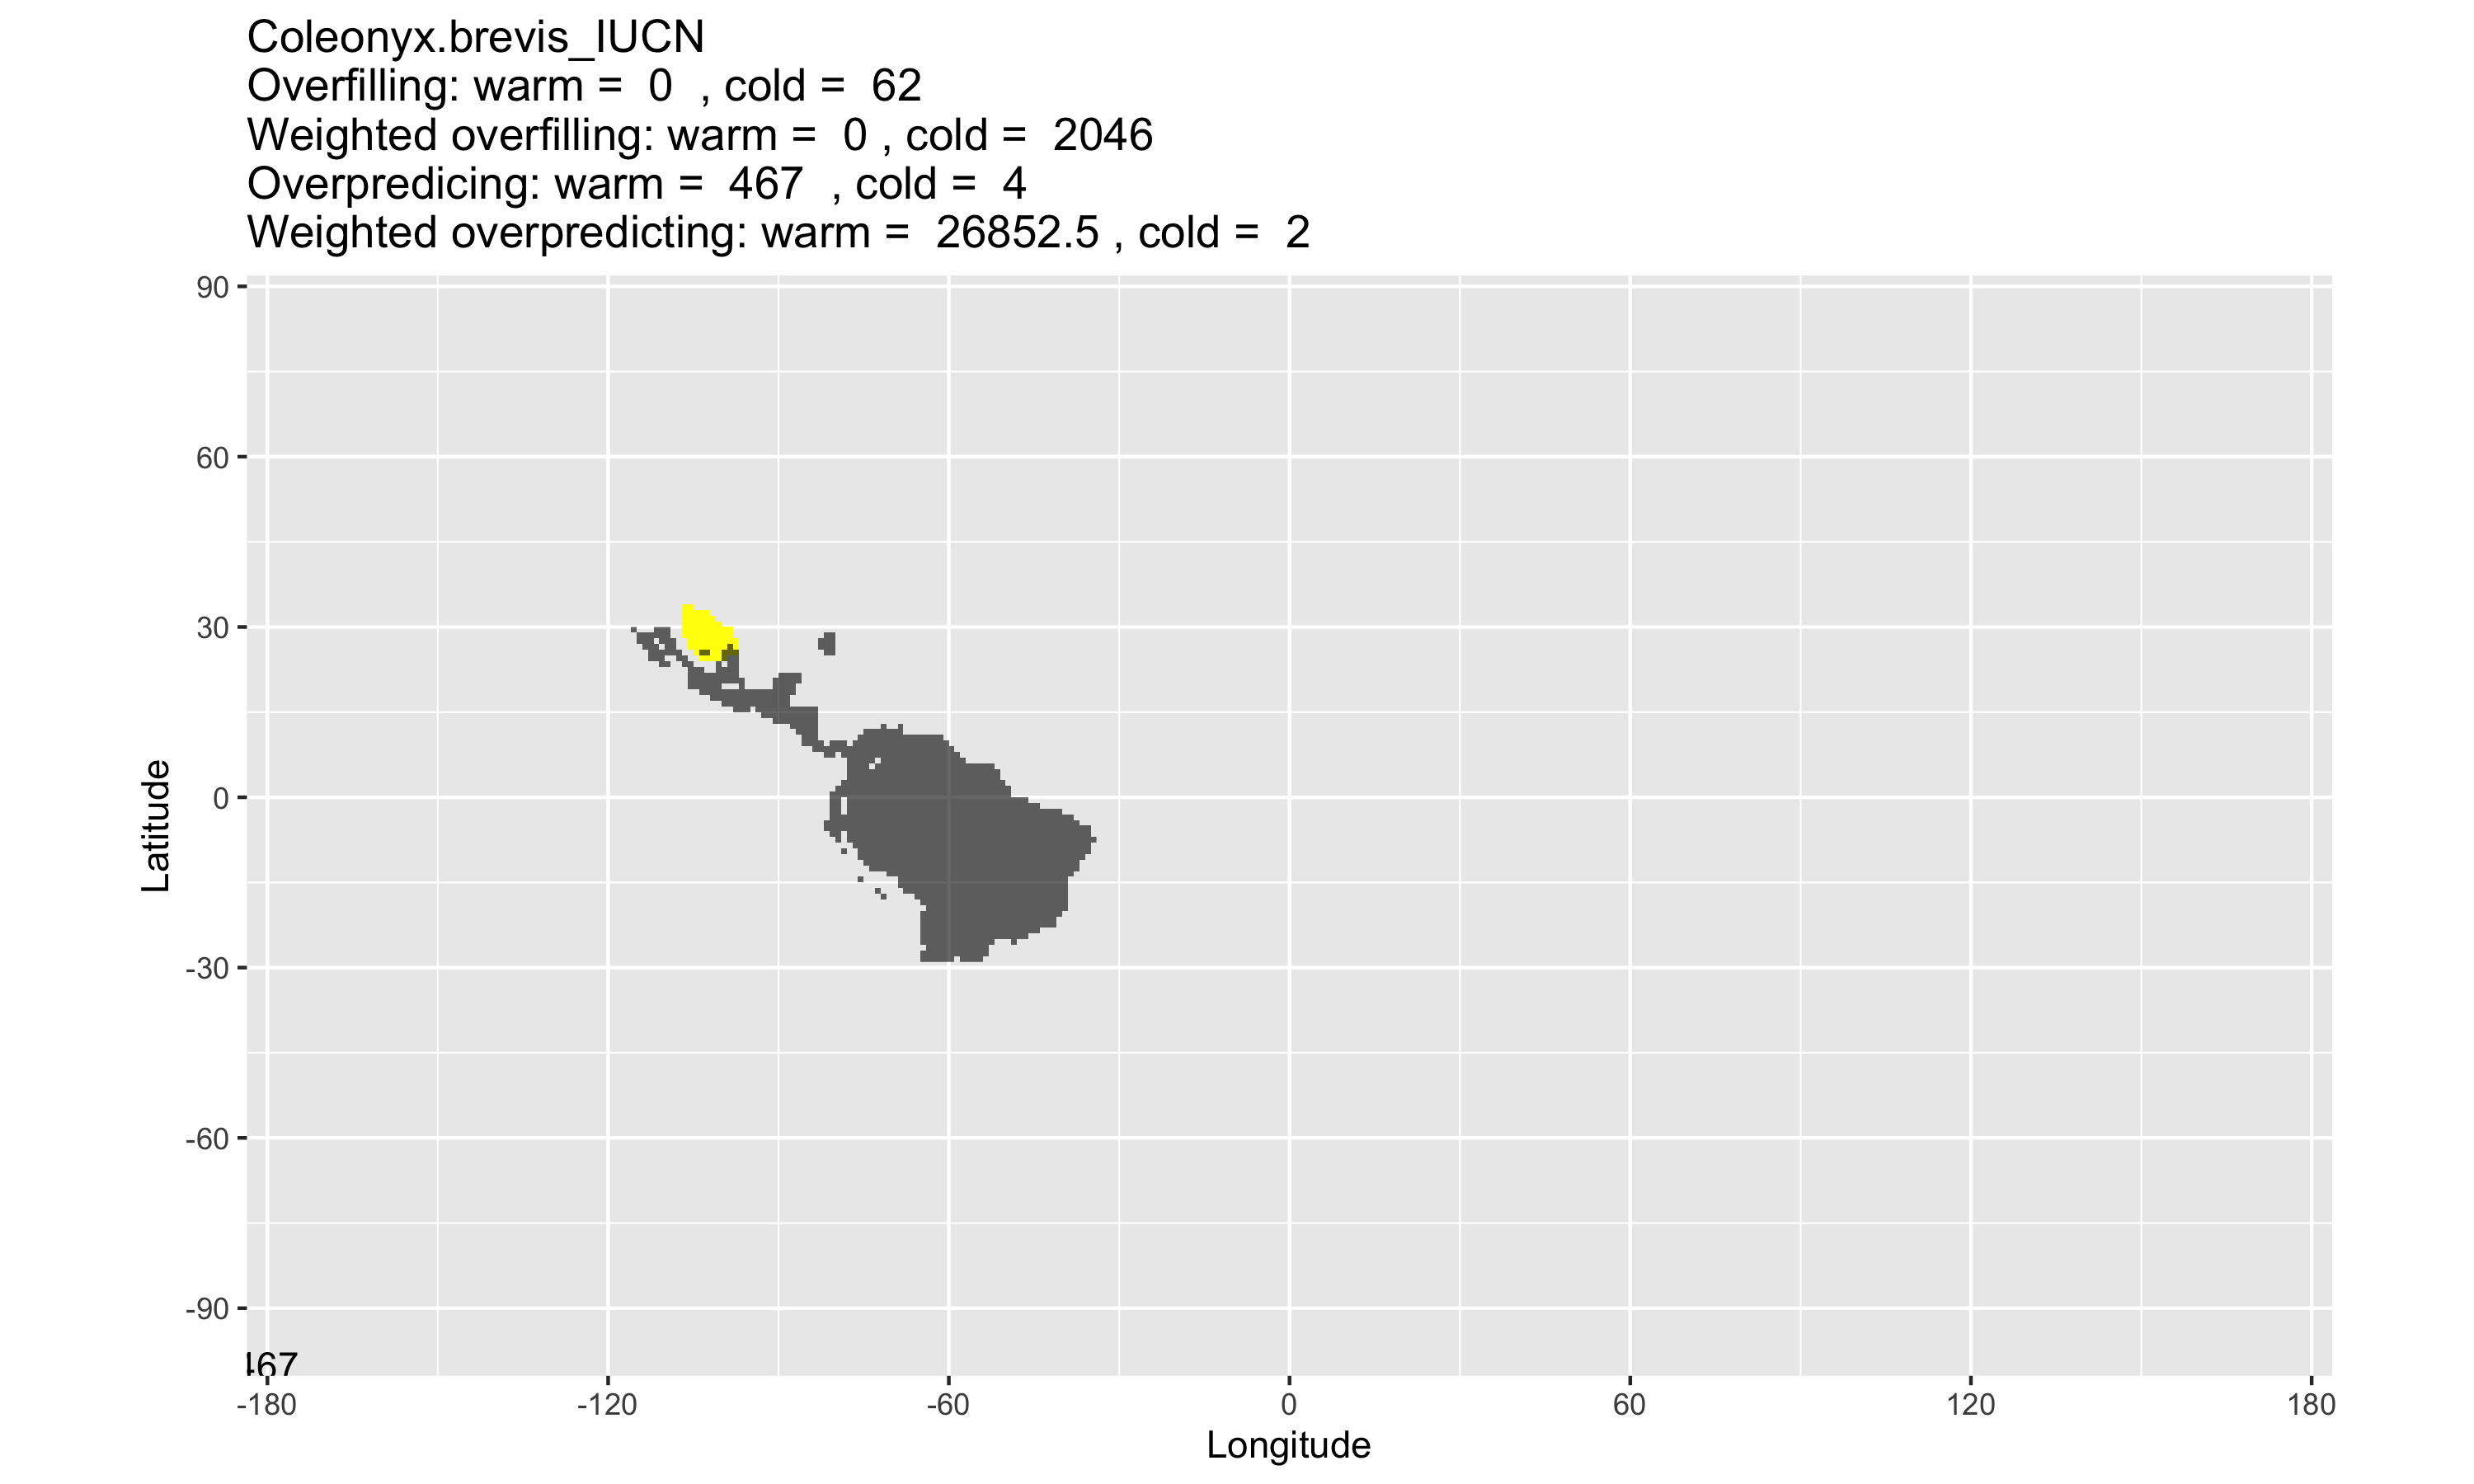 Coleonyx.brevis_IUCN
Overfilling: warm =  0  , cold =  62
Weighted overfilling: warm =  0 , cold =  2046
Overpredicing: warm =  467  , cold =  4
Weighted overpredicting: warm =  26852.5 , cold =  2
90
60
30
0
-30
-60
-90
Latitude
467
-180
-120
-60
0
60
120
180
Longitude